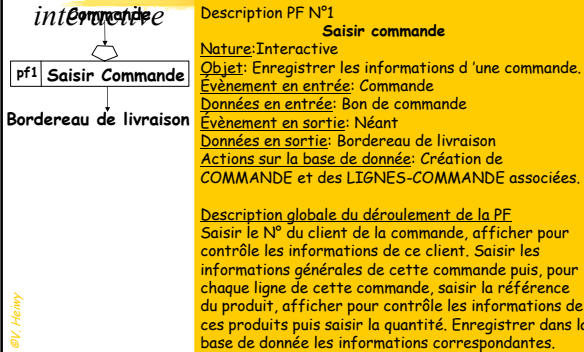 interactive
Commande
pf1 Saisir Commande
Bordereau de livraison
Description PF N°1
Saisir commande
Nature:Interactive
Objet: Enregistrer les informations d 'une commande.
Évènement en entrée: Commande
Données en entrée: Bon de commande
Évènement en sortie: Néant
Données en sortie: Bordereau de livraison
Actions sur la base de donnée: Création de
COMMANDE et des LIGNES-COMMANDE associées.
Description globale du déroulement de la PF
Saisir le N° du client de la commande, afficher pour
contrôle les informations de ce client. Saisir les
informations générales de cette commande puis, pour
chaque ligne de cette commande, saisir la référence
du produit, afficher pour contrôle les informations de
ces produits puis saisir la quantité. Enregistrer dans la
base de donnée les informations correspondantes.
©V. Heiwy